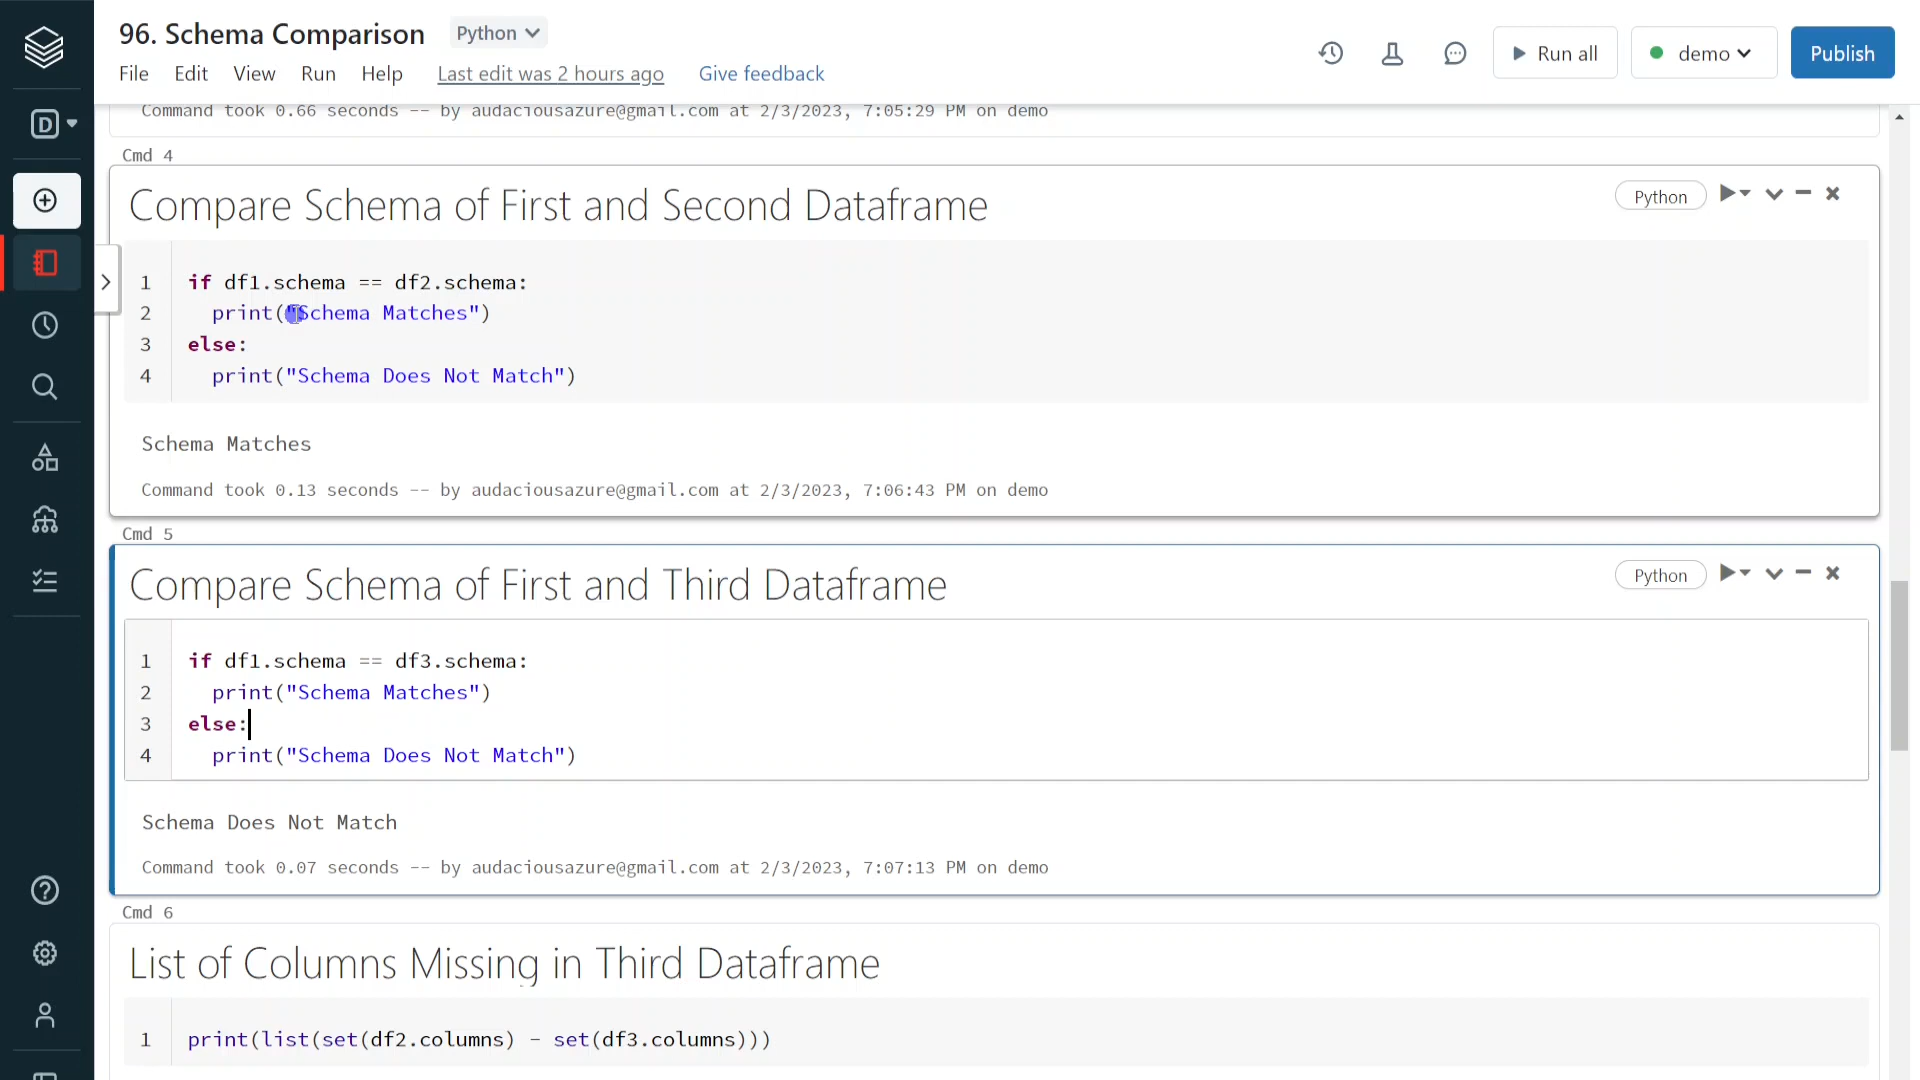 96. Schema Comparison Python
File Edit View Run Help Last edit was 2 hours ago Give feedback
Run all
demo
Publish
D
Command took 0.66 seconds -- by audaciousazure@gmail.com at 2/3/2023, 7:05:29 PM on demo
Cmd 4
Compare Schema of First and Second Dataframe
Python
1 if df1.schema == df2.schema:
2 print("Schema Matches")
3 else:
4 print("Schema Does Not Match")
Schema Matches
Command took 0.13 seconds -- by audaciousazure@gmail.com at 2/3/2023, 7:06:43 PM on demo
Cmd 5
Compare Schema of First and Third Dataframe
Python
1 if df1.schema == df3.schema:
2 print("Schema Matches")
3 else:
4 print("Schema Does Not Match")
Schema Does Not Match
Command took 0.07 seconds -- by audaciousazure@gmail.com at 2/3/2023, 7:07:13 PM on demo
Cmd 6
List of Columns Missing in Third Dataframe
1 print(list(set(df2.columns) - set(df3.columns)))